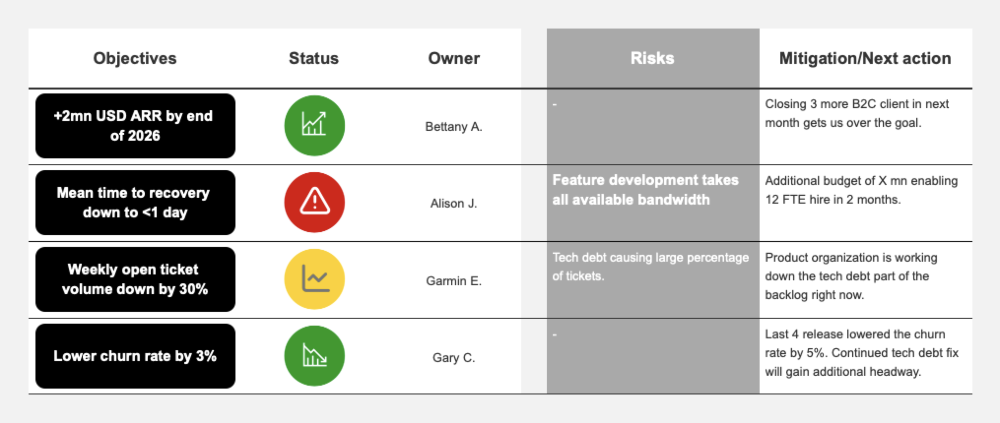 Objectives
Status
Owner
Risks
Mitigation/Next action
+2mn USD ARR by end
of 2026
Bettany A.
-
Closing 3 more B2C client in next
month gets us over the goal.
Mean time to recovery
down to <1 day
Alison J.
Feature development takes
all available bandwidth
Additional budget of X mn enabling
12 FTE hire in 2 months.
Weekly open ticket
volume down by 30%
Garmin E.
Tech debt causing large percentage
of tickets.
Product organization is working
down the tech debt part of the
backlog right now.
Lower churn rate by 3%
Gary C.
-
Last 4 release lowered the churn
rate by 5%. Continued tech debt fix
will gain additional headway.